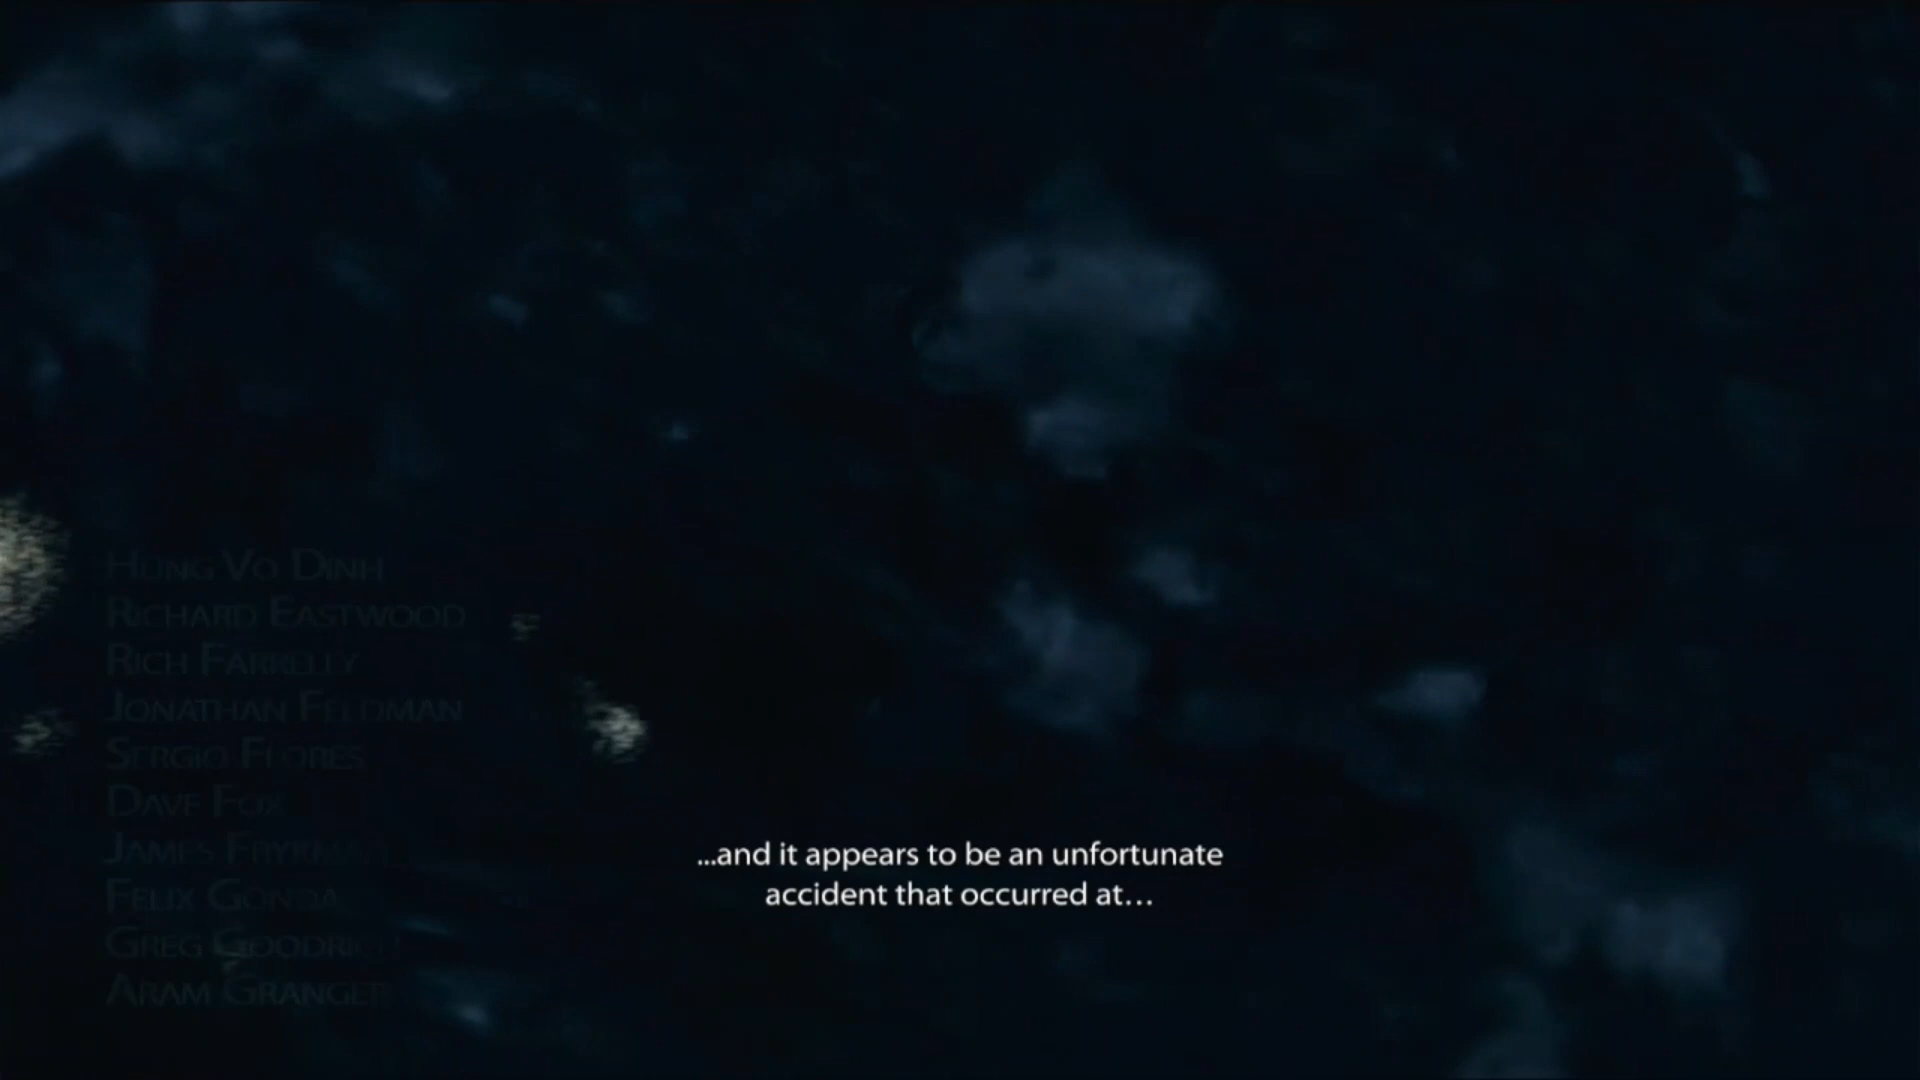 Hung Vo Dinh
Richard Eastwood
Rich Farrelly
Jonathan Feldman
Sergio Flores
Dave Fox
James Frykman
Felix Gonda
Greg Goodrich
Aram Granger
...and it appears to be an unfortunate
accident that occurred at...